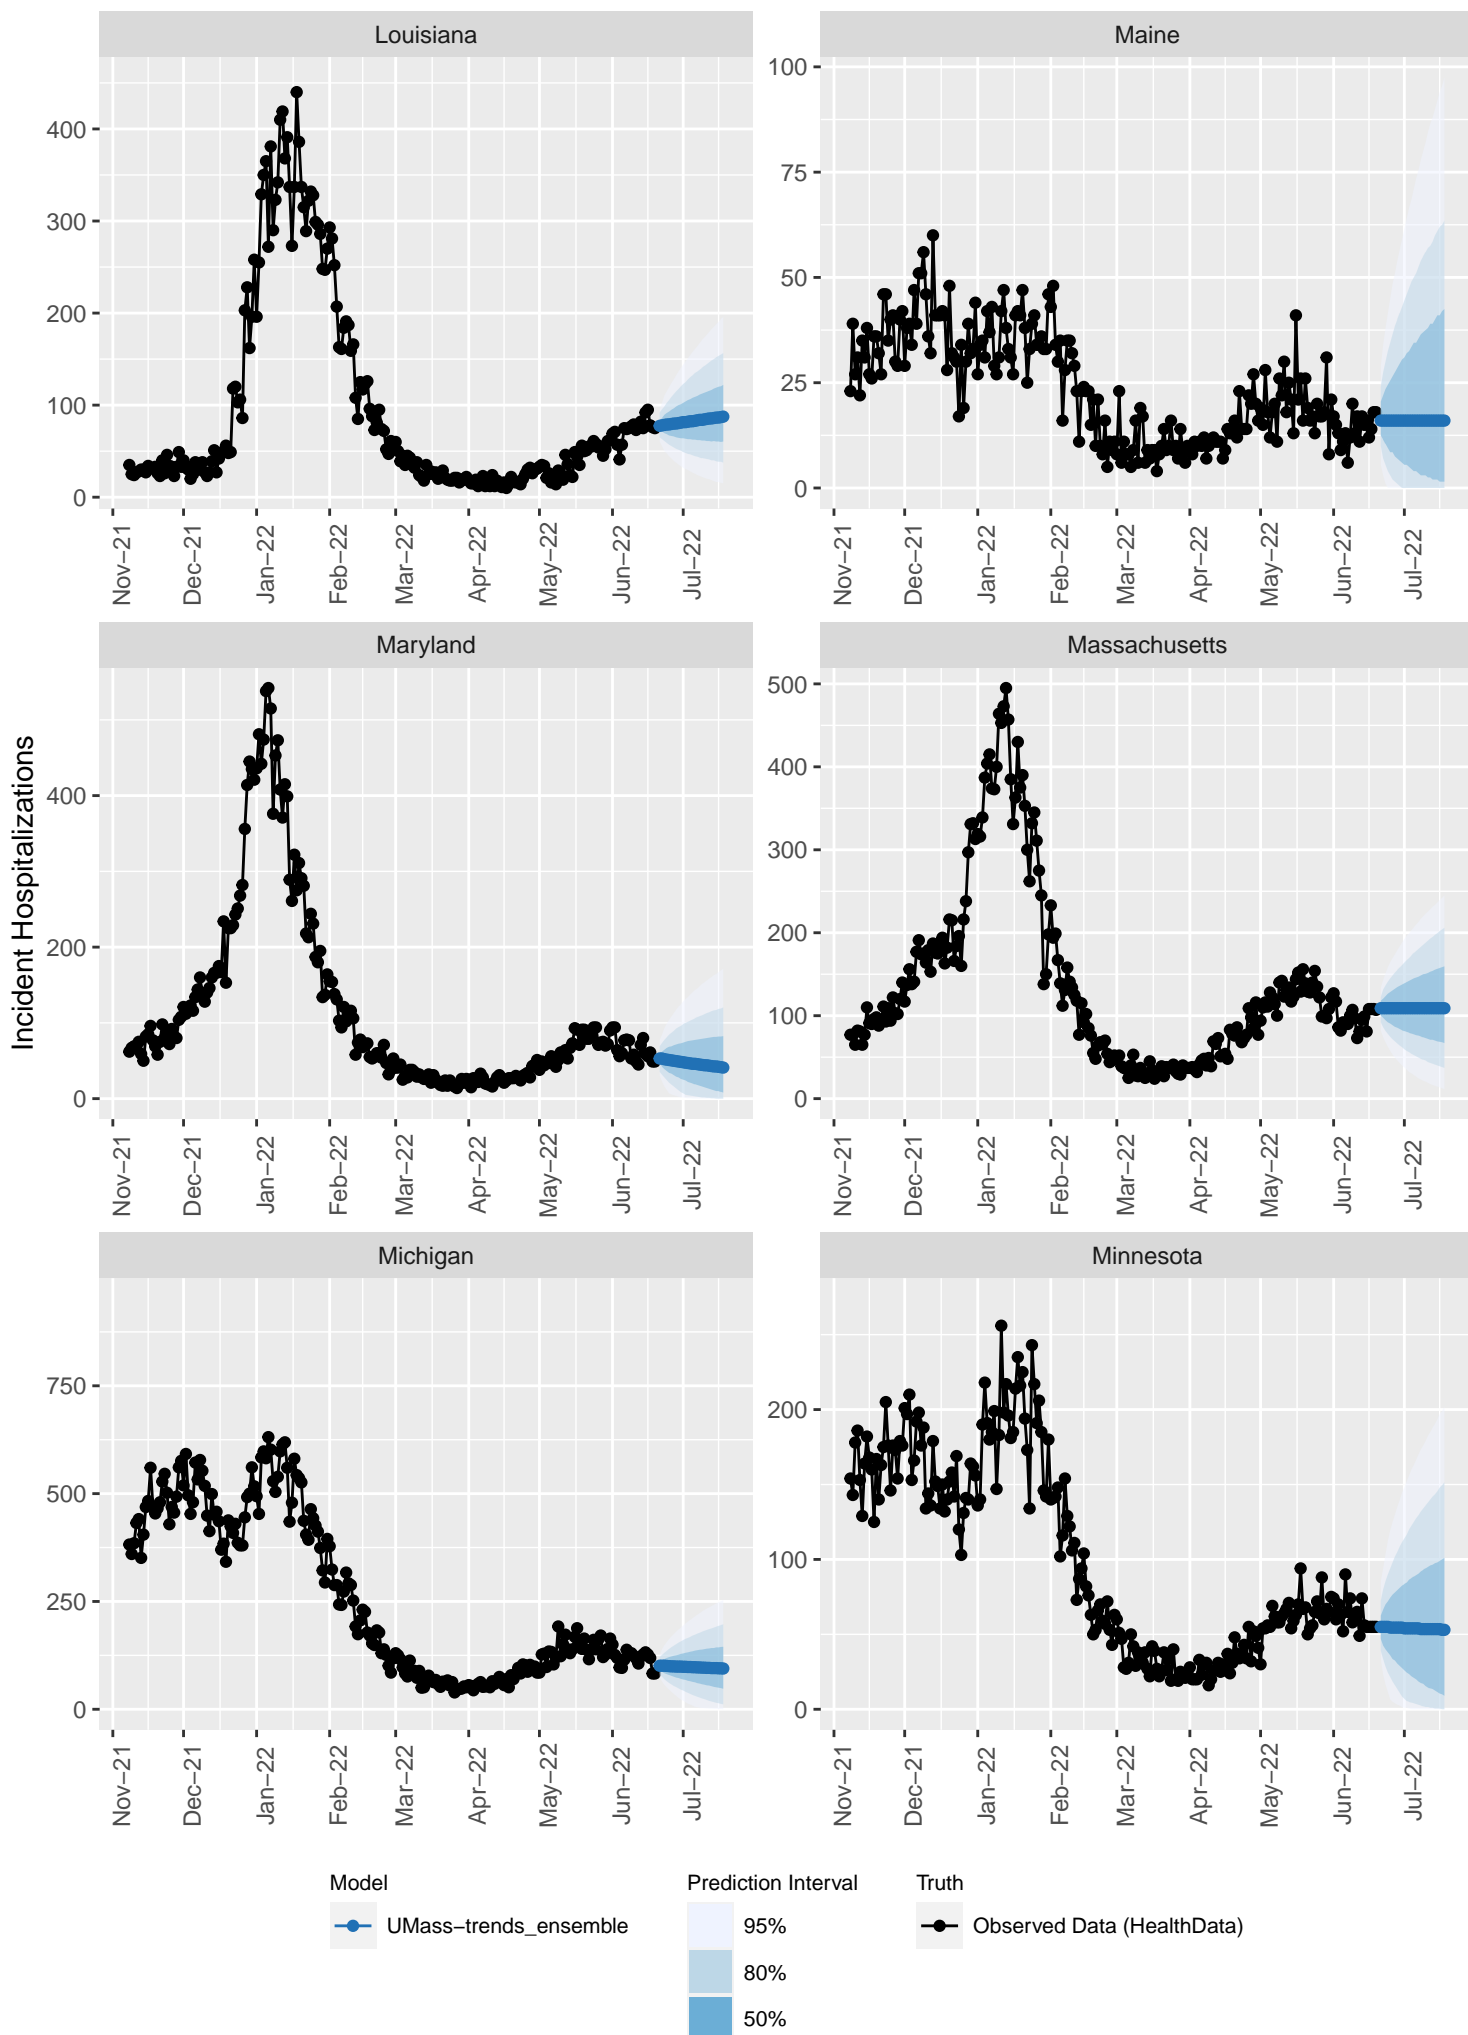 Louisiana
Maine
400
300
200
100
0
100
75
50
25
0
Nov−21
Dec−21
Jan−22
Feb−22
Mar−22
Apr−22
May−22
Jun−22
Jul−22
Nov−21
Dec−21
Jan−22
Feb−22
Mar−22
Apr−22
May−22
Jun−22
Jul−22
Incident Hospitalizations
Maryland
Massachusetts
400
200
0
500
400
300
200
100
0
Nov−21
Dec−21
Jan−22
Feb−22
Mar−22
Apr−22
May−22
Jun−22
Jul−22
Nov−21
Dec−21
Jan−22
Feb−22
Mar−22
Apr−22
May−22
Jun−22
Jul−22
Michigan
Minnesota
750
500
250
0
200
100
0
Nov−21
Dec−21
Jan−22
Feb−22
Mar−22
Apr−22
May−22
Jun−22
Jul−22
Nov−21
Dec−21
Jan−22
Feb−22
Mar−22
Apr−22
May−22
Jun−22
Jul−22
Model
UMass−trends_ensemble
Prediction Interval
95%
80%
50%
Truth
Observed Data (HealthData)